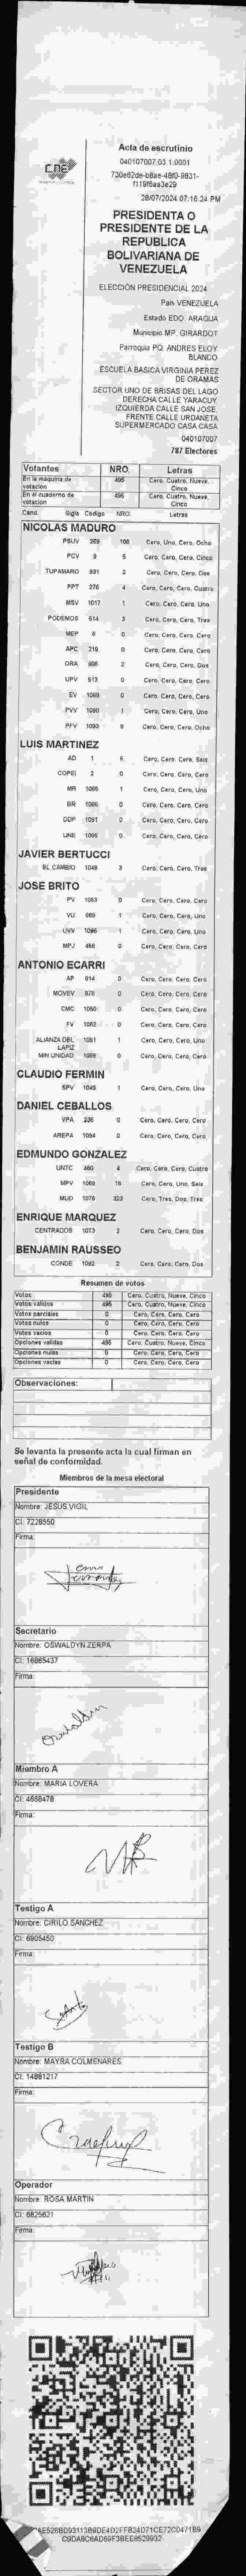 CNE
Acta de escrutinio
040107007.03.1.0001
28/07/2024 07:16:24 PM
PRESIDENTA O
PRESIDENTE DE LA
REPUBLICA
BOLIVARIANA DE
VENEZUELA
ELECCIÓN PRESIDENCIAL 2024
País VENEZUELA
Estado EDO. ARAGUA
Municipio MP. GIRARDOT
Parroquia PQ. ANDRES ELOY
BLANCO
ESCUELA BASICA VIRGINIA PEREZ
DE ORAMAS
SECTOR UNO DE BRISAS DEL LAGO
DERECHA CALLE YARACUY.
IZQUIERDA CALLE SAN JOSE.
FRENTE CALLE URDANETA
SUPERMERCADO CASA CASA
040107007
787 Electores
Votantes NRO. Letras
En la maquina de votación 495 Cero, Cuatro, Nueve, Cinco
En el cuaderno de votación 495 Cero, Cuatro, Nueve, Cinco
Cand. Sigla Código NRO. Letras
NICOLAS MADURO
PSUV 269 108 Cero, Uno, Cero, Ocho
PCV 9 5 Cero, Cero, Cero, Cinco
TUPAMARO 931 2 Cero, Cero, Cero, Dos
PPT 276 4 Cero, Cero, Cero, Cuatro
MSV 1017 1 Cero, Cero, Cero, Uno
PODEMOS 514 3 Cero, Cero, Cero, Tres
MEP 6 0 Cero, Cero, Cero, Cero
APC 219 0 Cero, Cero, Cero, Cero
ORA 906 2 Cero, Cero, Cero, Dos
UPV 513 0 Cero, Cero, Cero, Cero
EV 1089 0 Cero, Cero, Cero, Cero
PVV 1090 1 Cero, Cero, Cero, Uno
PFV 1093 8 Cero, Cero, Cero, Ocho
LUIS MARTINEZ
AD 1 6 Cero, Cero, Cero, Seis
COPEI 2 0 Cero, Cero, Cero, Cero
MR 1065 1 Cero, Cero, Cero, Uno
BR 1066 0 Cero, Cero, Cero, Cero
DDP 1091 0 Cero, Cero, Cero, Cero
UNE 1095 0 Cero, Cero, Cero, Cero
JAVIER BERTUCCI
EL CAMBIO 1048 3 Cero, Cero, Cero, Tres
JOSE BRITO
PV 1053 0 Cero, Cero, Cero, Cero
VU 989 1 Cero, Cero, Cero, Uno
UVV 1096 1 Cero, Cero, Cero, Uno
MPJ 458 0 Cero, Cero, Cero, Cero
ANTONIO ECARRI
AP 914 0 Cero, Cero, Cero, Cero
MOVEV 978 0 Cero, Cero, Cero, Cero
CMC 1050 0 Cero, Cero, Cero, Cero
FV 1062 0 Cero, Cero, Cero, Cero
ALIANZA DEL LAPIZ 1051 1 Cero, Cero, Cero, Uno
MIN UNIDAD 1068 0 Cero, Cero, Cero, Cero
CLAUDIO FERMIN
SPV 1049 1 Cero, Cero, Cero, Uno
DANIEL CEBALLOS
VPA 236 0 Cero, Cero, Cero, Cero
AREPA 1094 0 Cero, Cero, Cero, Cero
EDMUNDO GONZALEZ
UNTC 460 4 Cero, Cero, Cero, Cuatro
MPV 1069 16 Cero, Cero, Uno, Seis
MUD 1076 323 Cero, Tres, Dos, Tres
ENRIQUE MARQUEZ
CENTRADOS 1073 2 Cero, Cero, Cero, Dos
BENJAMIN RAUSSEO
CONDE 1092 2 Cero, Cero, Cero, Dos
Resumen de votos
Votos 495 Cero, Cuatro, Nueve, Cinco
Votos validos 495 Cero, Cuatro, Nueve, Cinco
Votos parciales 0 Cero, Cero, Cero, Cero
Votos nulos 0 Cero, Cero, Cero, Cero
Votos vacíos 0 Cero, Cero, Cero, Cero
Opciones validas 495 Cero, Cuatro, Nueve, Cinco
Opciones nulas 0 Cero, Cero, Cero, Cero
Opciones vacias 0 Cero, Cero, Cero, Cero
Observaciones:
Se levanta la presente acta la cual firman en
señal de conformidad.
Miembros de la mesa electoral
Presidente
Nombre: JESUS VIGIL
CI: 7228550
Firma:
Secretario
Nombre: OSWALDYN ZERPA
CI: 16865437
Firma:
Oswaldyn
Miembro A
Nombre: MARIA LOVERA
CI: 4668478
Firma:
Testigo A
Nombre: CIRILO SANCHEZ
CI: 6905450
Firma:
Testigo B
Nombre: MAYRA COLMENARES
CI: 14881217
Firma:
Operador
Nombre: ROSA MARTIN
CI: 6825621
Firma: